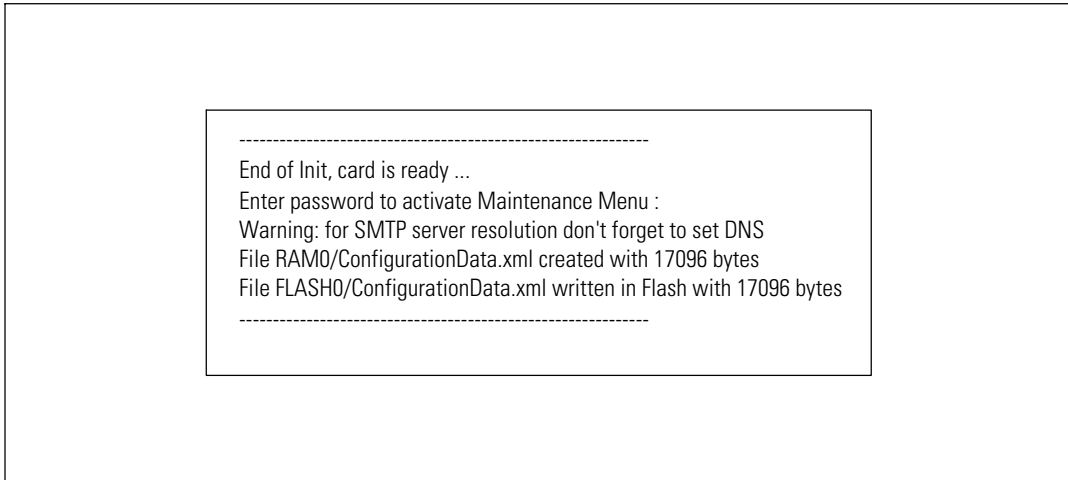 ------------------------------------------------------------
End of Init, card is ready ...
Enter password to activate Maintenance Menu :
Warning: for SMTP server resolution don't forget to set DNS
File RAM0/ConfigurationData.xml created with 17096 bytes
File FLASH0/ConfigurationData.xml written in Flash with 17096 bytes
------------------------------------------------------------